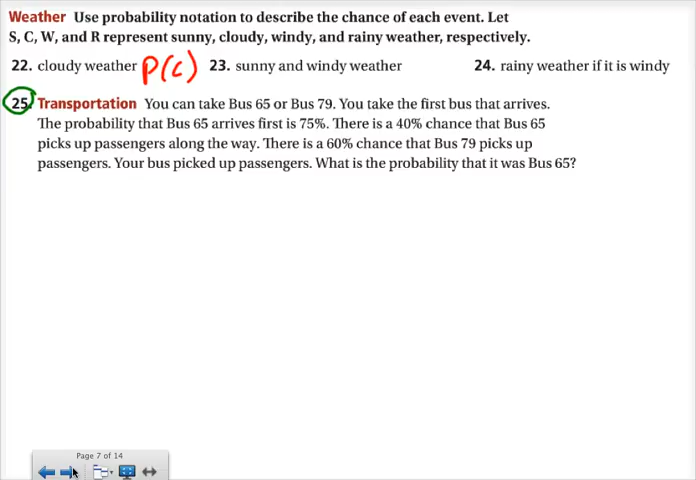 Weather Use probability notation to describe the chance of each event. Let
S, C, W, and R represent sunny, cloudy, windy, and rainy weather, respectively.
22. cloudy weather P(C) 23. sunny and windy weather 24. rainy weather if it is windy
25. Transportation You can take Bus 65 or Bus 79. You take the first bus that arrives.
The probability that Bus 65 arrives first is 75%. There is a 40% chance that Bus 65
picks up passengers along the way. There is a 60% chance that Bus 79 picks up
passengers. Your bus picked up passengers. What is the probability that it was Bus 65?
Page 7 of 14